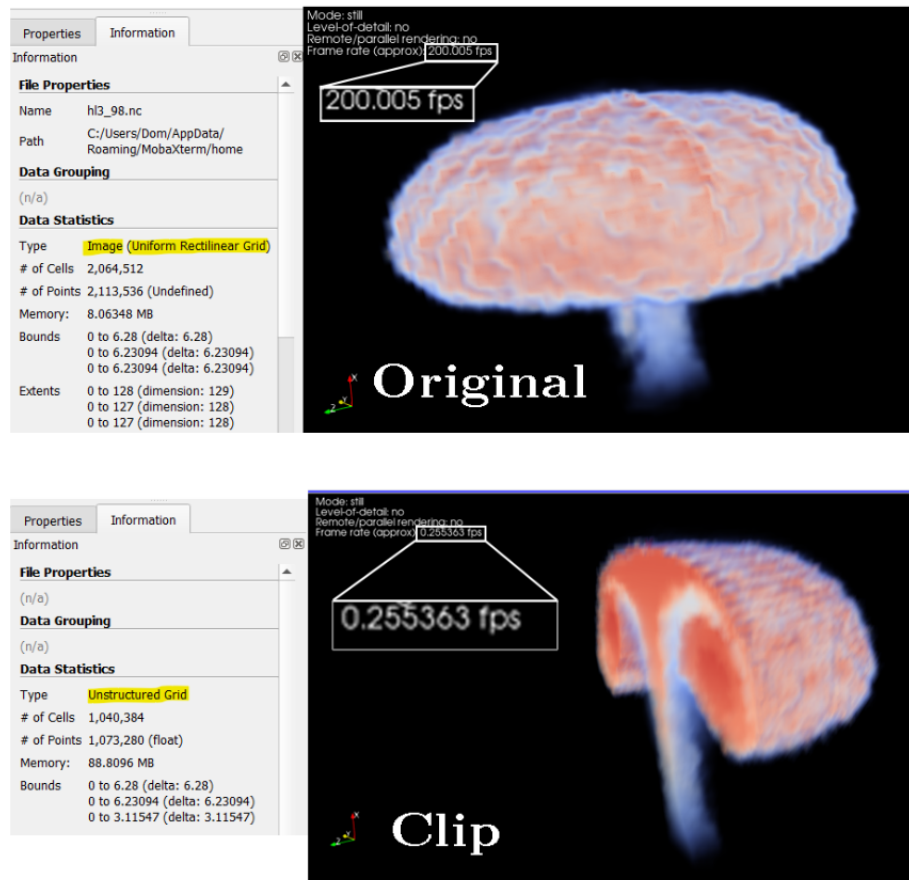 Properties Information
Information
File Properties
Name hl3_98.nc
Path C:/Users/Dom/AppData/
Roaming/MobaXterm/home
Data Grouping
(n/a)
Data Statistics
Type Image (Uniform Rectilinear Grid)
# of Cells 2,064,512
# of Points 2,113,536 (Undefined)
Memory: 8.06348 MB
Bounds 0 to 6.28 (delta: 6.28)
0 to 6.23094 (delta: 6.23094)
0 to 6.23094 (delta: 6.23094)
Extents 0 to 128 (dimension: 129)
0 to 127 (dimension: 128)
0 to 127 (dimension: 128)
Mode: still
Level-of-detail: no
Remote/parallel rendering: no
Frame rate (approx): 200.005 fps
200.005 fps
X
Y
Z
Original
Properties Information
Information
File Properties
(n/a)
Data Grouping
(n/a)
Data Statistics
Type Unstructured Grid
# of Cells 1,040,384
# of Points 1,073,280 (float)
Memory: 88.8096 MB
Bounds 0 to 6.28 (delta: 6.28)
0 to 6.23094 (delta: 6.23094)
0 to 3.11547 (delta: 3.11547)
Mode: still
Level-of-detail: no
Remote/parallel rendering: no
Frame rate (approx): 0.255363 fps
0.255363 fps
X
Y
Z
Clip